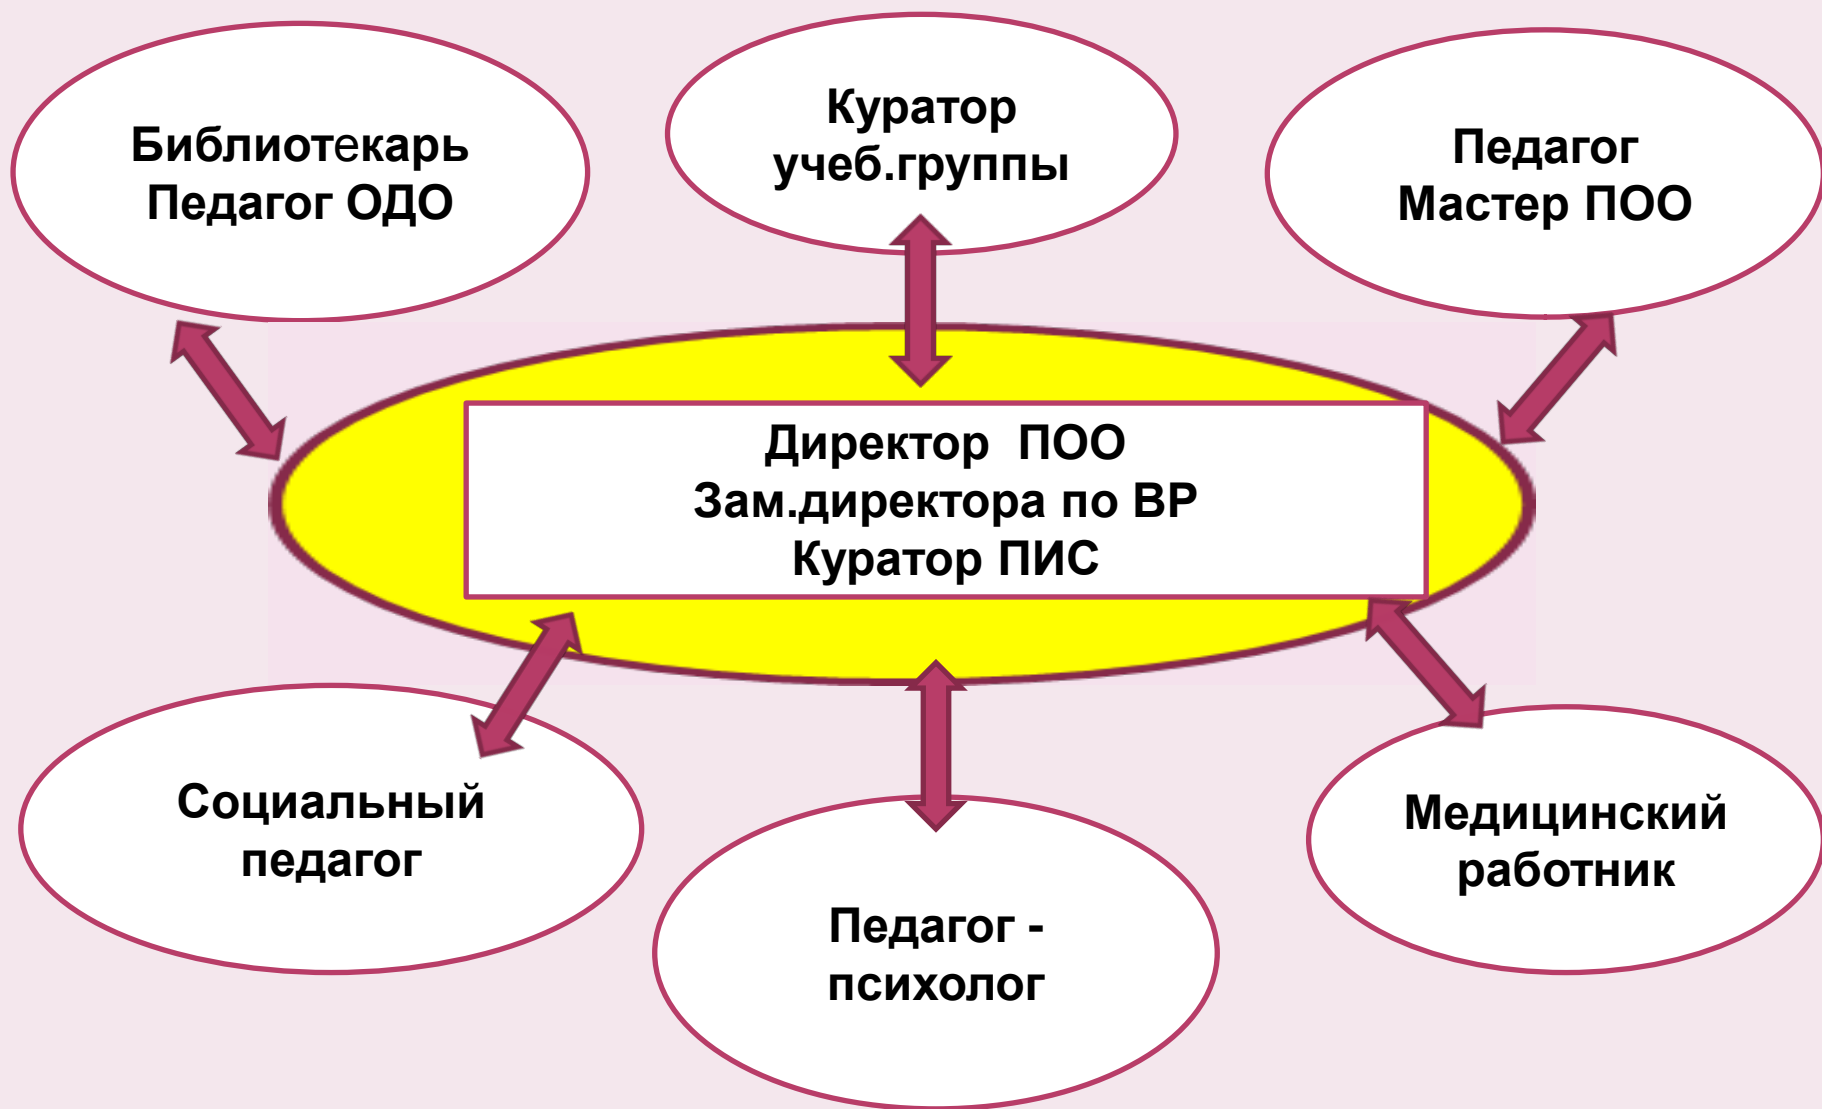 Библиотекарь
Педагог ОДО
Куратор
учеб.группы
Педагог
Мастер ПОО
Директор ПОО
Зам.директора по ВР
Куратор ПИС
Социальный
педагог
Педагог -
психолог
Медицинский
работник